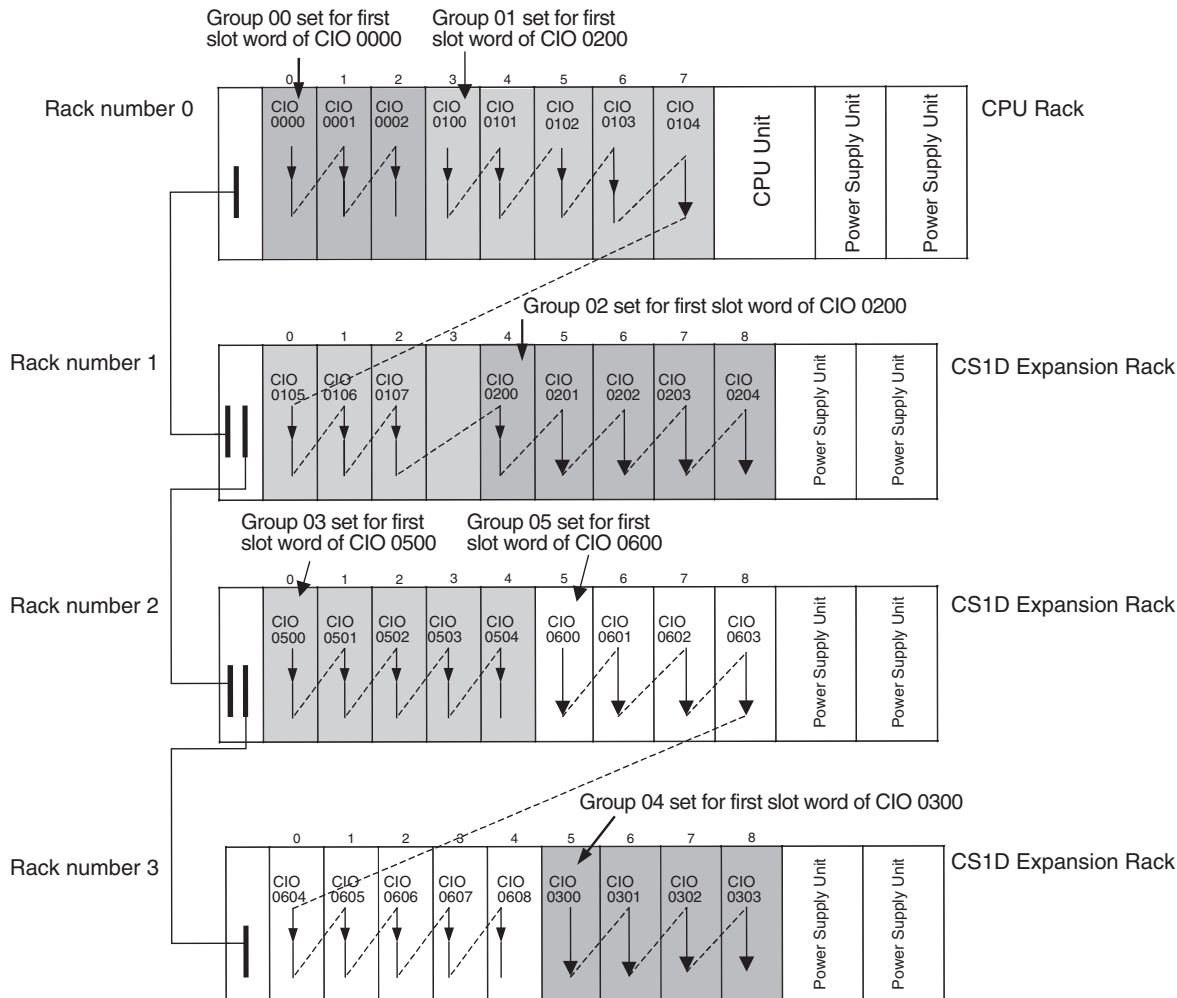 Group 00 set for first
slot word of CIO 0000
Group 01 set for first
slot word of CIO 0200
0 1 2 3 4 5 6 7
Rack number 0
CIO 0000
CIO 0001
CIO 0002
CIO 0100
CIO 0101
CIO 0102
CIO 0103
CIO 0104
CPU Unit
Power Supply Unit
Power Supply Unit
CPU Rack
Group 02 set for first slot word of CIO 0200
0 1 2 3 4 5 6 7 8
Rack number 1
CIO 0105
CIO 0106
CIO 0107
CIO 0200
CIO 0201
CIO 0202
CIO 0203
CIO 0204
Power Supply Unit
Power Supply Unit
CS1D Expansion Rack
Group 03 set for first
slot word of CIO 0500
Group 05 set for first
slot word of CIO 0600
0 1 2 3 4 5 6 7 8
Rack number 2
CIO 0500
CIO 0501
CIO 0502
CIO 0503
CIO 0504
CIO 0600
CIO 0601
CIO 0602
CIO 0603
Power Supply Unit
Power Supply Unit
CS1D Expansion Rack
Group 04 set for first slot word of CIO 0300
0 1 2 3 4 5 6 7 8
Rack number 3
CIO 0604
CIO 0605
CIO 0606
CIO 0607
CIO 0608
CIO 0300
CIO 0301
CIO 0302
CIO 0303
Power Supply Unit
Power Supply Unit
CS1D Expansion Rack